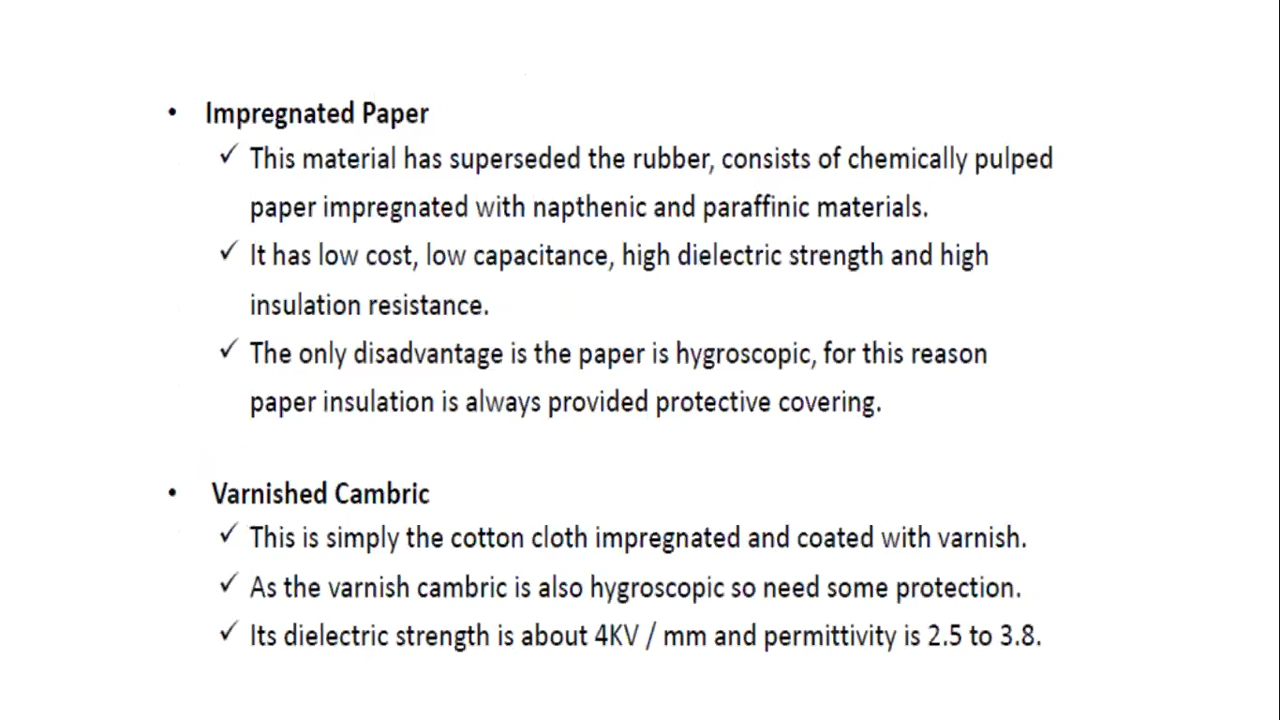 • Impregnated Paper
✓ This material has superseded the rubber, consists of chemically pulped
paper impregnated with napthenic and paraffinic materials.
✓ It has low cost, low capacitance, high dielectric strength and high
insulation resistance.
✓ The only disadvantage is the paper is hygroscopic, for this reason
paper insulation is always provided protective covering.
• Varnished Cambric
✓ This is simply the cotton cloth impregnated and coated with varnish.
✓ As the varnish cambric is also hygroscopic so need some protection.
✓ Its dielectric strength is about 4KV / mm and permittivity is 2.5 to 3.8.